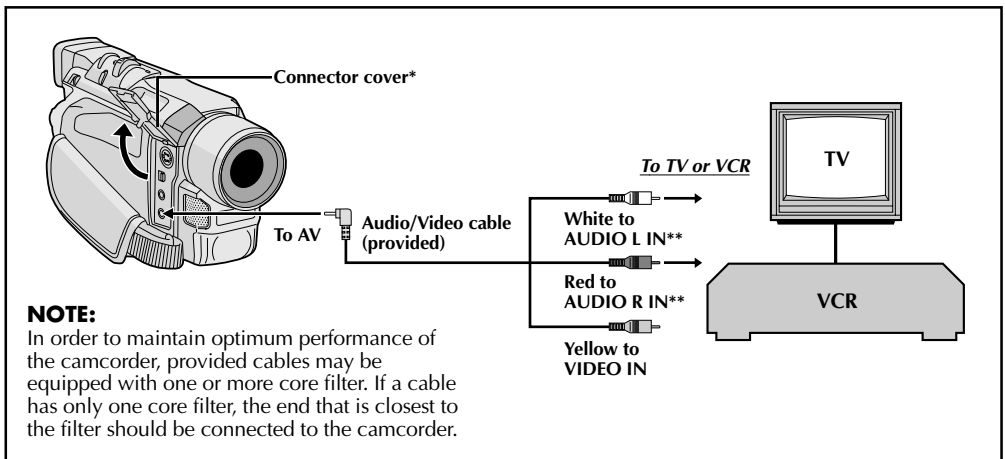 Connector cover*
To TV or VCR
TV
White to
AUDIO L IN**
To AV
Audio/Video cable
(provided)
Red to
AUDIO R IN**
VCR
Yellow to
VIDEO IN
NOTE:
In order to maintain optimum performance of
the camcorder, provided cables may be
equipped with one or more core filter. If a cable
has only one core filter, the end that is closest to
the filter should be connected to the camcorder.